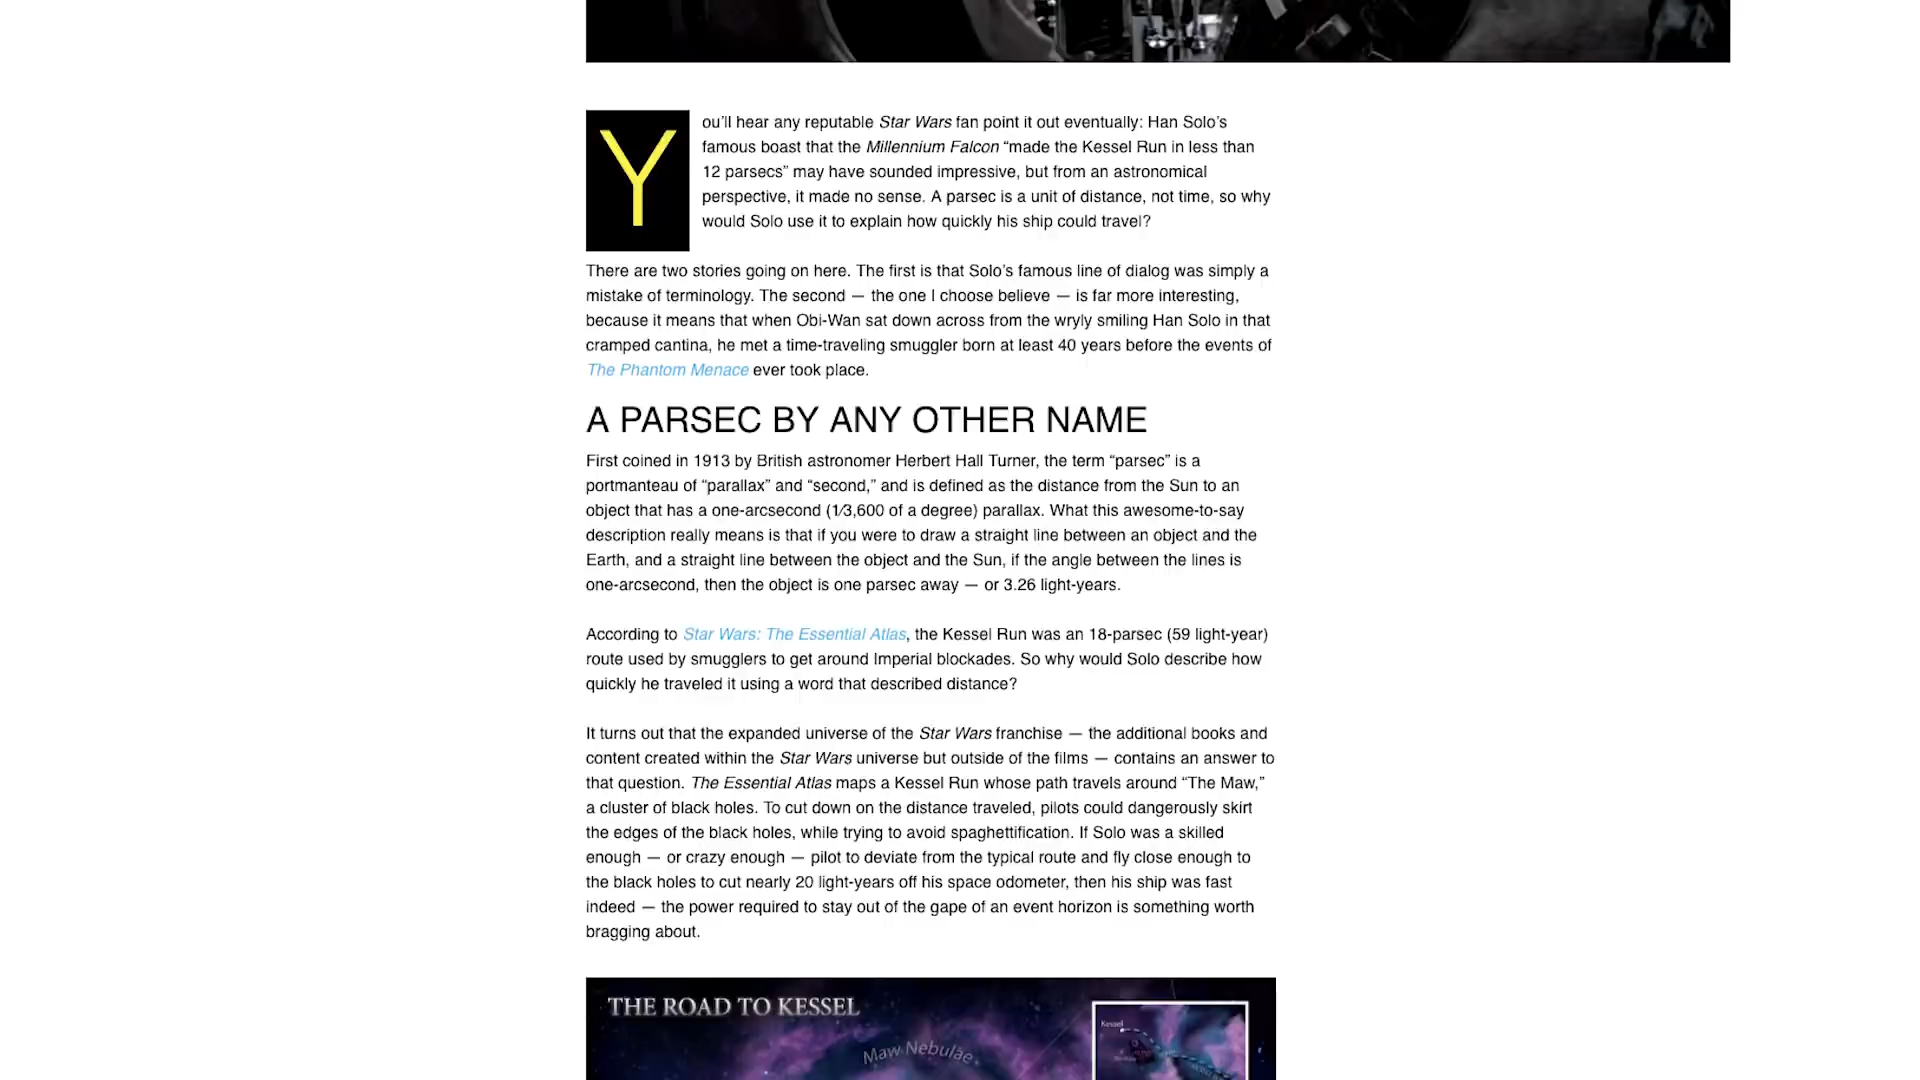 You'll hear any reputable Star Wars fan point it out eventually: Han Solo's
famous boast that the Millennium Falcon “made the Kessel Run in less than
12 parsecs” may have sounded impressive, but from an astronomical
perspective, it made no sense. A parsec is a unit of distance, not time, so why
would Solo use it to explain how quickly his ship could travel?
There are two stories going on here. The first is that Solo's famous line of dialog was simply a
mistake of terminology. The second — the one I choose believe — is far more interesting,
because it means that when Obi-Wan sat down across from the wryly smiling Han Solo in that
cramped cantina, he met a time-traveling smuggler born at least 40 years before the events of
The Phantom Menace ever took place.
A PARSEC BY ANY OTHER NAME
First coined in 1913 by British astronomer Herbert Hall Turner, the term “parsec” is a
portmanteau of “parallax” and “second,” and is defined as the distance from the Sun to an
object that has a one-arcsecond (1⁄3,600 of a degree) parallax. What this awesome-to-say
description really means is that if you were to draw a straight line between an object and the
Earth, and a straight line between the object and the Sun, if the angle between the lines is
one-arcsecond, then the object is one parsec away — or 3.26 light-years.
According to Star Wars: The Essential Atlas, the Kessel Run was an 18-parsec (59 light-year)
route used by smugglers to get around Imperial blockades. So why would Solo describe how
quickly he traveled it using a word that described distance?
It turns out that the expanded universe of the Star Wars franchise — the additional books and
content created within the Star Wars universe but outside of the films — contains an answer to
that question. The Essential Atlas maps a Kessel Run whose path travels around “The Maw,”
a cluster of black holes. To cut down on the distance traveled, pilots could dangerously skirt
the edges of the black holes, while trying to avoid spaghettification. If Solo was a skilled
enough — or crazy enough — pilot to deviate from the typical route and fly close enough to
the black holes to cut nearly 20 light-years off his space odometer, then his ship was fast
indeed — the power required to stay out of the gape of an event horizon is something worth
bragging about.
THE ROAD TO KESSEL
Kessel
Maw Nebulae